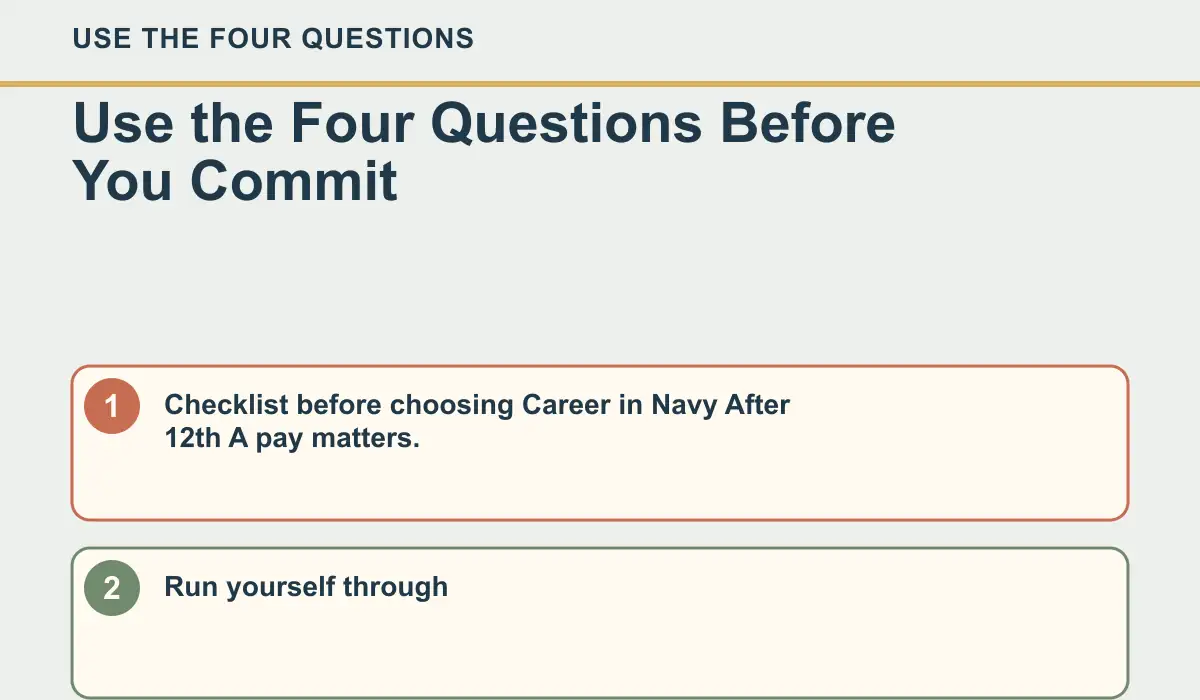 USE THE FOUR QUESTIONS
Use the Four Questions Before
You Commit
1
Checklist before choosing Career in Navy After
12th A pay matters.
2
Run yourself through